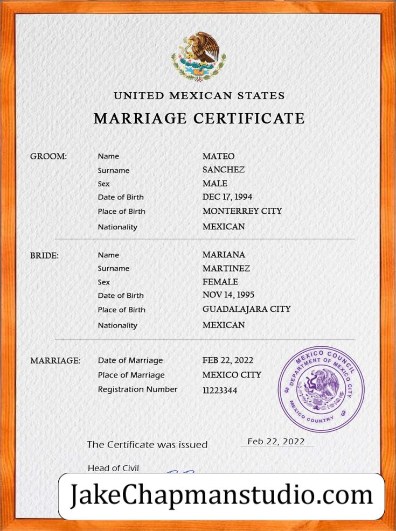 UNITED MEXICAN STATES
MARRIAGE CERTIFICATE
GROOM: Name MATEO
Surname SANCHEZ
Sex MALE
Date of Birth DEC 17, 1994
Place of Birth MONTERREY CITY
Nationality MEXICAN
BRIDE: Name MARIANA
Surname MARTINEZ
Sex FEMALE
Date of Birth NOV 14, 1995
Place of Birth GUADALAJARA CITY
Nationality MEXICAN
MARRIAGE: Date of Marriage FEB 22, 2022
Place of Marriage MEXICO CITY
Registration Number 11223344
MEXICO COUNCIL
DEPARTMENT OF MEXICO CITY
MEXICO COUNTRY
The Certificate was issued Feb 22, 2022
Head of Civil
JakeChapmanstudio.com